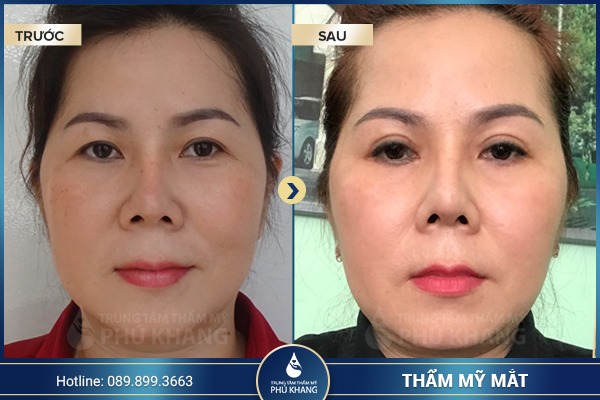 TRƯỚC
SAU
TRUNG TÂM THẨM MỸ
PHÚ KHANG
TRUNG TÂM THẨM MỸ
PHÚ KHANG
Hotline: 089.899.3663
TRUNG TÂM THẨM MỸ
PHÚ KHANG
THẨM MỸ MẮT